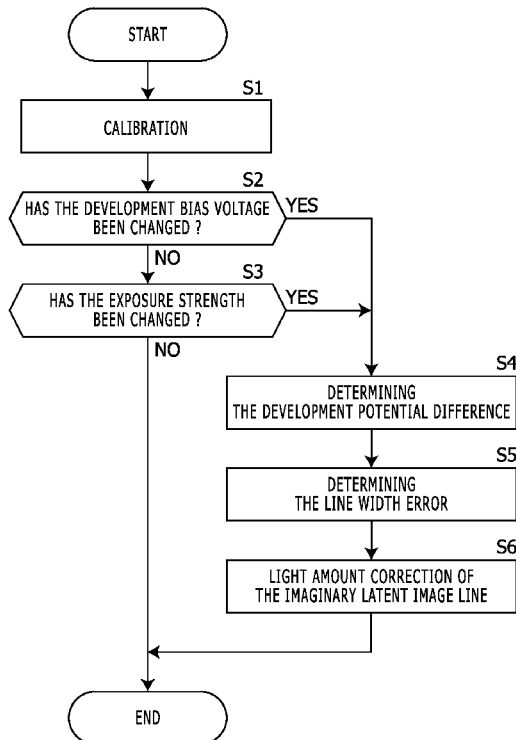 START
S1
CALIBRATION
S2
HAS THE DEVELOPMENT BIAS VOLTAGE
BEEN CHANGED ?
YES
NO
S3
HAS THE EXPOSURE STRENGTH
BEEN CHANGED ?
YES
NO
S4
DETERMINING
THE DEVELOPMENT POTENTIAL DIFFERENCE
S5
DETERMINING
THE LINE WIDTH ERROR
S6
LIGHT AMOUNT CORRECTION OF
THE IMAGINARY LATENT IMAGE LINE
END